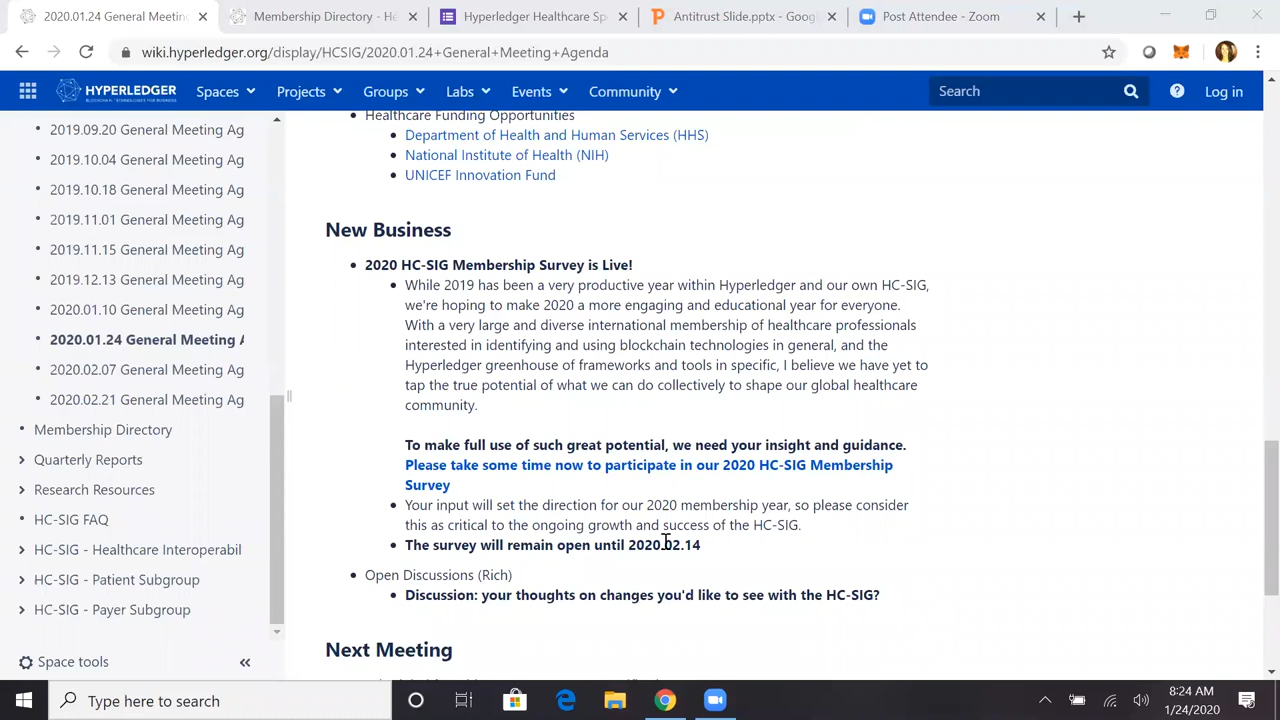 2020.01.24 General Meetin
Membership Directory - H
Hyperledger Healthcare Sp
Antitrust Slide.pptx - Goog
Post Attendee - Zoom
wiki.hyperledger.org/display/HCSIG/2020.01.24+General+Meeting+Agenda
HYPERLEDGER
BLOCKCHAIN TECHNOLOGIES FOR BUSINESS
Spaces
Projects
Groups
Labs
Events
Community
Search
Log in
2019.09.20 General Meeting Ag
2019.10.04 General Meeting Ag
2019.10.18 General Meeting Ag
2019.11.01 General Meeting Ag
2019.11.15 General Meeting Ag
2019.12.13 General Meeting Ag
2020.01.10 General Meeting Ag
2020.01.24 General Meeting A
2020.02.07 General Meeting Ag
2020.02.21 General Meeting Ag
Membership Directory
Quarterly Reports
Research Resources
HC-SIG FAQ
HC-SIG - Healthcare Interoperabil
HC-SIG - Patient Subgroup
HC-SIG - Payer Subgroup
Space tools
Healthcare Funding Opportunities
Department of Health and Human Services (HHS)
National Institute of Health (NIH)
UNICEF Innovation Fund
New Business
2020 HC-SIG Membership Survey is Live!
While 2019 has been a very productive year within Hyperledger and our own HC-SIG,
we're hoping to make 2020 a more engaging and educational year for everyone.
With a very large and diverse international membership of healthcare professionals
interested in identifying and using blockchain technologies in general, and the
Hyperledger greenhouse of frameworks and tools in specific, I believe we have yet to
tap the true potential of what we can do collectively to shape our global healthcare
community.
To make full use of such great potential, we need your insight and guidance.
Please take some time now to participate in our 2020 HC-SIG Membership
Survey
Your input will set the direction for our 2020 membership year, so please consider
this as critical to the ongoing growth and success of the HC-SIG.
The survey will remain open until 2020.02.14
Open Discussions (Rich)
Discussion: your thoughts on changes you'd like to see with the HC-SIG?
Next Meeting
Type here to search
8:24 AM
1/24/2020